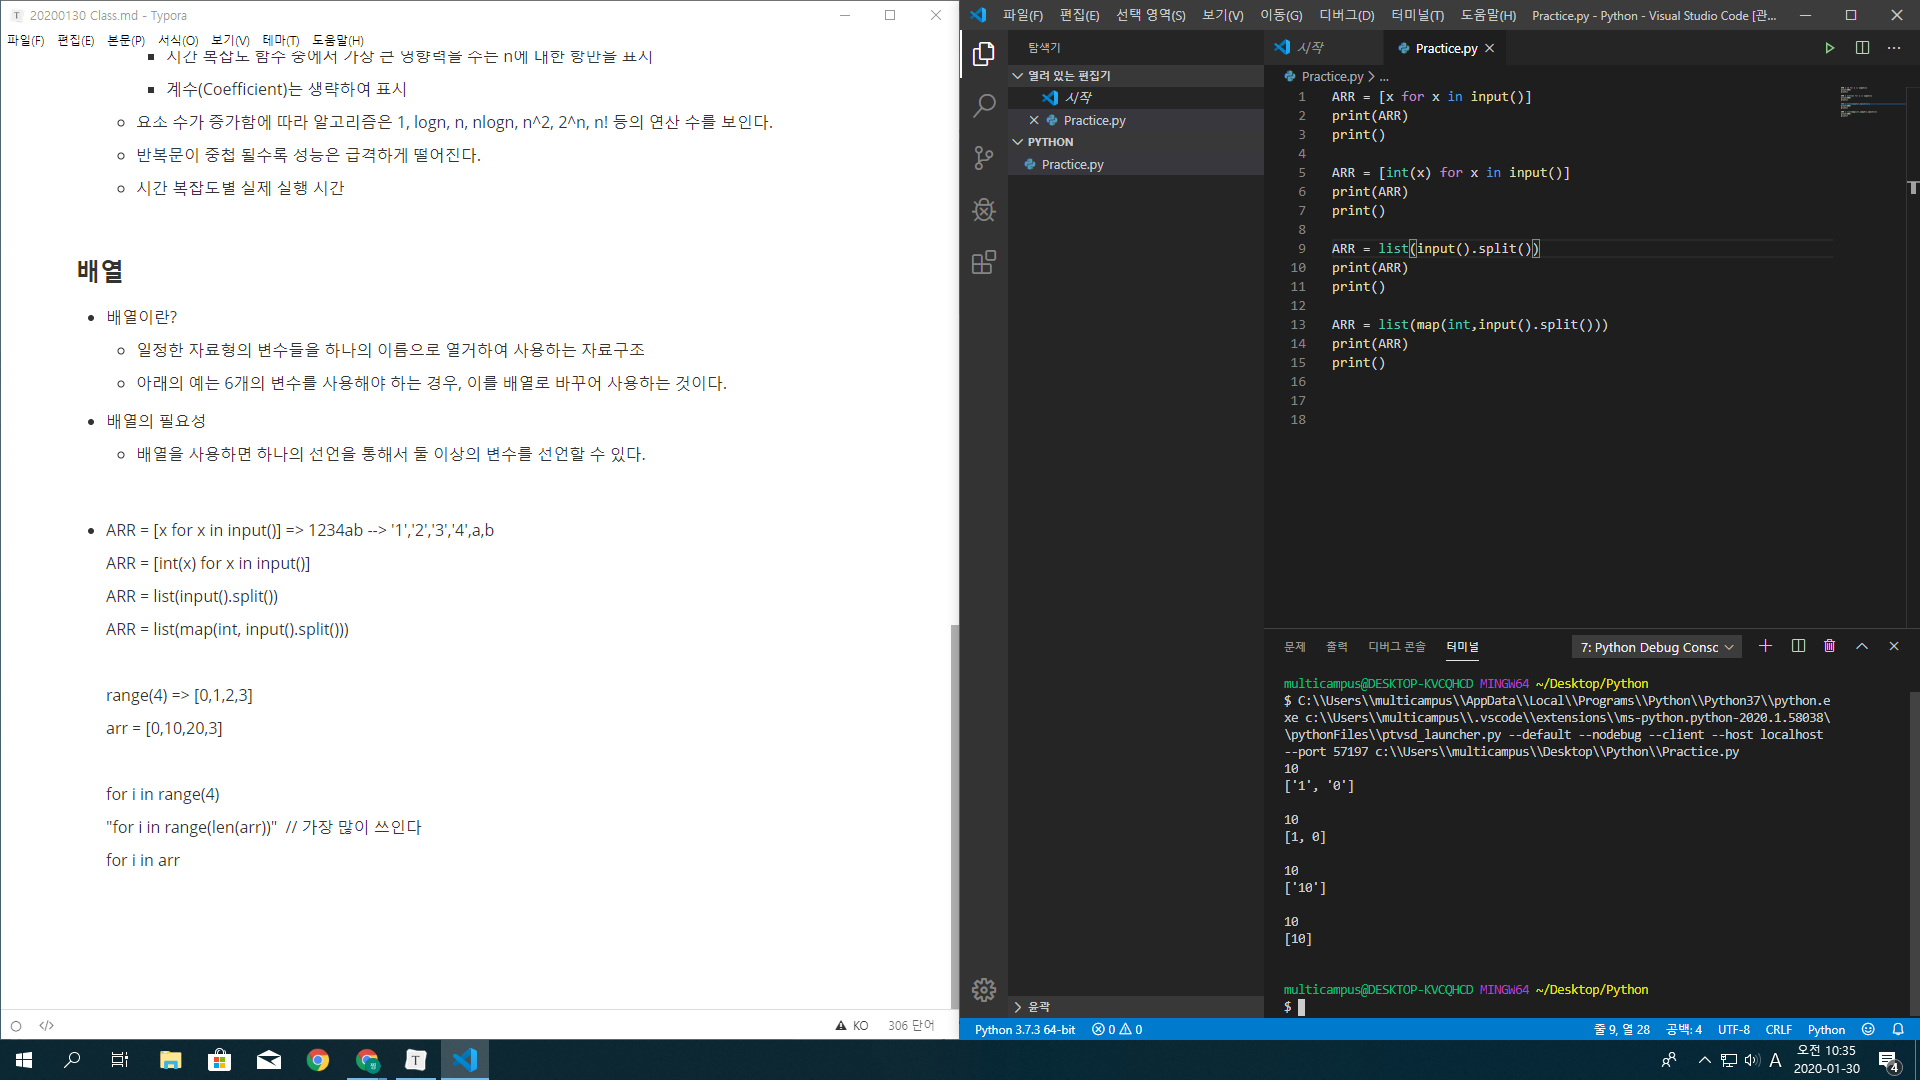 20200130 Class.md - Typora
파일(F) 편집(E) 본문(P) 서식(O) 보기(V) 테마(T) 도움말(H)
시간 복잡도 함수 중에서 가장 큰 영향력을 주는 n에 대한 항만을 표시
계수(Coefficient)는 생략하여 표시
요소 수가 증가함에 따라 알고리즘은 1, logn, n, nlogn, n^2, 2^n, n! 등의 연산 수를 보인다.
반복문이 중첩 될수록 성능은 급격하게 떨어진다.
시간 복잡도별 실제 실행 시간
배열
배열이란?
일정한 자료형의 변수들을 하나의 이름으로 열거하여 사용하는 자료구조
아래의 예는 6개의 변수를 사용해야 하는 경우, 이를 배열로 바꾸어 사용하는 것이다.
배열의 필요성
배열을 사용하면 하나의 선언을 통해서 둘 이상의 변수를 선언할 수 있다.
ARR = [x for x in input()] => 1234ab --> '1','2','3','4',a,b
ARR = [int(x) for x in input()]
ARR = list(input().split())
ARR = list(map(int, input().split()))
range(4) => [0,1,2,3]
arr = [0,10,20,3]
for i in range(4)
"for i in range(len(arr))" // 가장 많이 쓰인다
for i in arr
KO 306 단어
파일(F) 편집(E) 선택 영역(S) 보기(V) 이동(G) 디버그(D) 터미널(T) 도움말(H) Practice.py - Python - Visual Studio Code [관...
탐색기
열려 있는 편집기
시작
Practice.py
PYTHON
Practice.py
윤곽
시작 Practice.py
Practice.py > ...
1 ARR = [x for x in input()]
2 print(ARR)
3 print()
4
5 ARR = [int(x) for x in input()]
6 print(ARR)
7 print()
8
9 ARR = list(input().split())
10 print(ARR)
11 print()
12
13 ARR = list(map(int,input().split()))
14 print(ARR)
15 print()
16
17
18
문제 출력 디버그 콘솔 터미널 7: Python Debug Consc
multicampus@DESKTOP-KVCQHCD MINGW64 ~/Desktop/Python
$ C:\\Users\\multicampus\\AppData\\Local\\Programs\\Python\\Python37\\python.e
xe c:\\Users\\multicampus\\.vscode\\extensions\\ms-python.python-2020.1.58038\
\pythonFiles\\ptvsd_launcher.py --default --nodebug --client --host localhost
--port 57197 c:\\Users\\multicampus\\Desktop\\Python\\Practice.py
10
['1', '0']
10
[1, 0]
10
['10']
10
[10]
multicampus@DESKTOP-KVCQHCD MINGW64 ~/Desktop/Python
$
Python 3.7.3 64-bit 0 0 줄 9, 열 28 공백: 4 UTF-8 CRLF Python
A 오전 10:35
2020-01-30
4